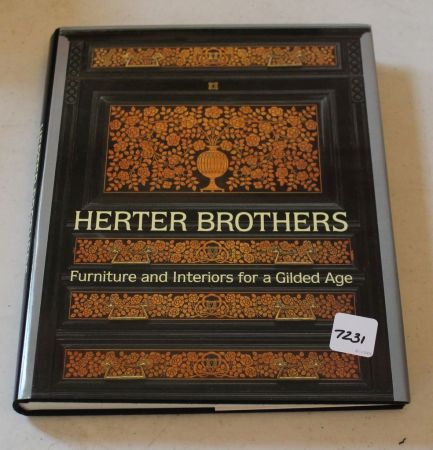 HERTER BROTHERS
Furniture and Interiors for a Gilded Age
7231